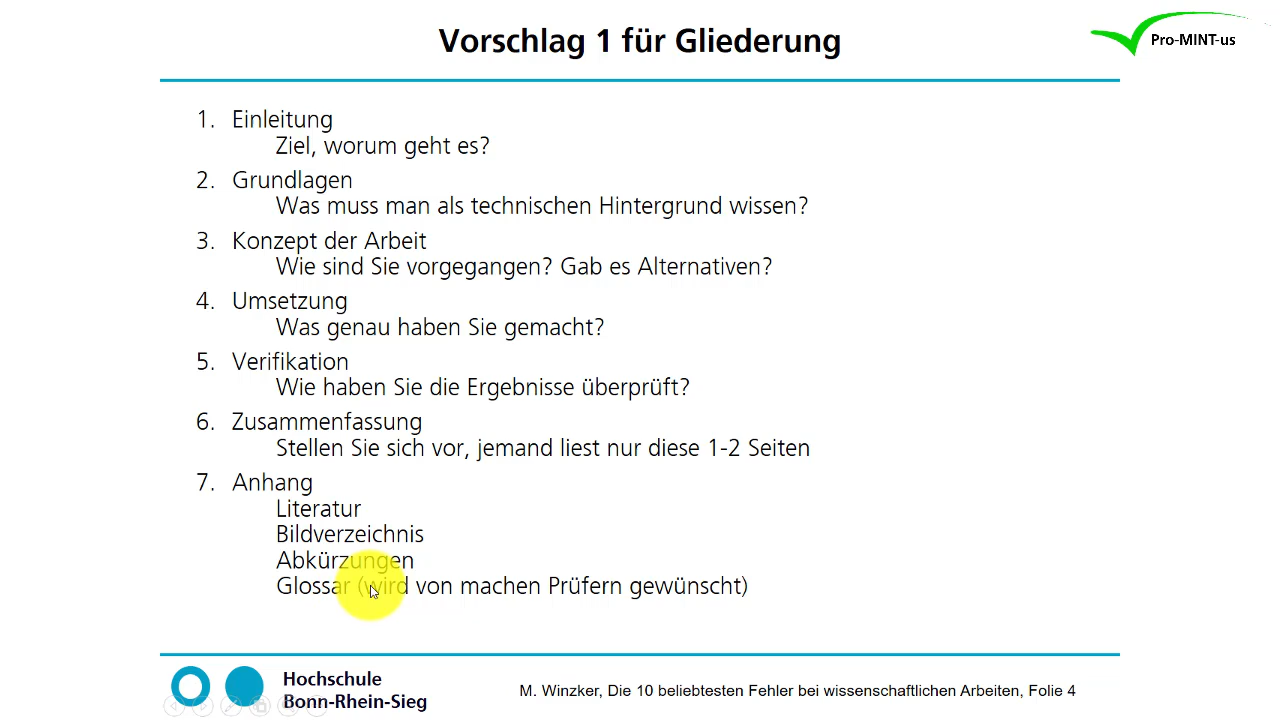 Vorschlag 1 für Gliederung
Pro-MINT-us
1. Einleitung
Ziel, worum geht es?
2. Grundlagen
Was muss man als technischen Hintergrund wissen?
3. Konzept der Arbeit
Wie sind Sie vorgegangen? Gab es Alternativen?
4. Umsetzung
Was genau haben Sie gemacht?
5. Verifikation
Wie haben Sie die Ergebnisse überprüft?
6. Zusammenfassung
Stellen Sie sich vor, jemand liest nur diese 1-2 Seiten
7. Anhang
Literatur
Bildverzeichnis
Abkürzungen
Glossar (wird von machen Prüfern gewünscht)
Hochschule
Bonn-Rhein-Sieg
M. Winzker, Die 10 beliebtesten Fehler bei wissenschaftlichen Arbeiten, Folie 4